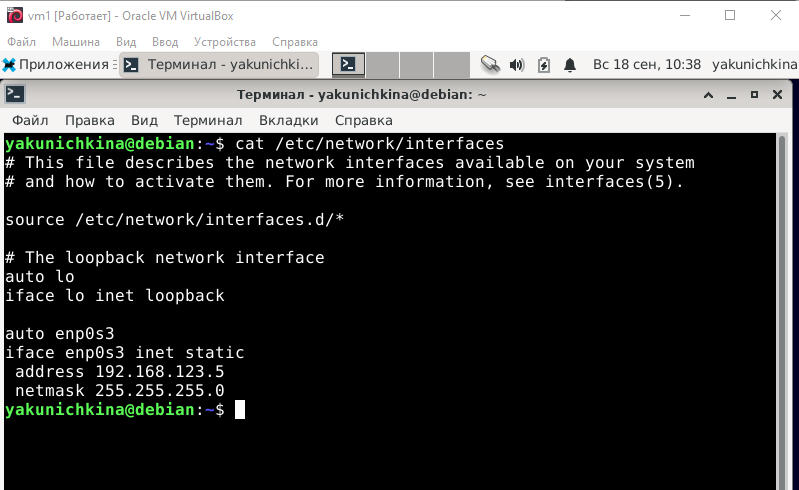 vm1 [Работает] - Oracle VM VirtualBox
Файл Машина Вид Ввод Устройства Справка
Приложения Терминал - yakunichki... Вс 18 сен, 10:38 yakunichkina
Терминал - yakunichkina@debian: ~
Файл Правка Вид Терминал Вкладки Справка
yakunichkina@debian:~$ cat /etc/network/interfaces
# This file describes the network interfaces available on your system
# and how to activate them. For more information, see interfaces(5).
source /etc/network/interfaces.d/*
# The loopback network interface
auto lo
iface lo inet loopback
auto enp0s3
iface enp0s3 inet static
 address 192.168.123.5
 netmask 255.255.255.0
yakunichkina@debian:~$